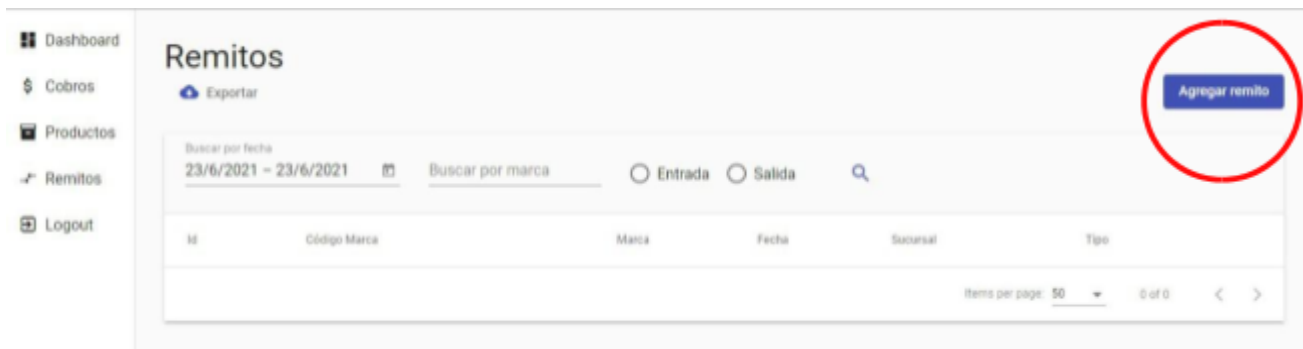 Dashboard
Cobros
Productos
Remitos
Logout
Remitos
Exportar
Agregar remito
Buscar por fecha
23/6/2021 – 23/6/2021
Buscar por marca
Entrada
Salida
Id
Código Marca
Marca
Fecha
Sucursal
Tipo
Items per page: 50
0 of 0